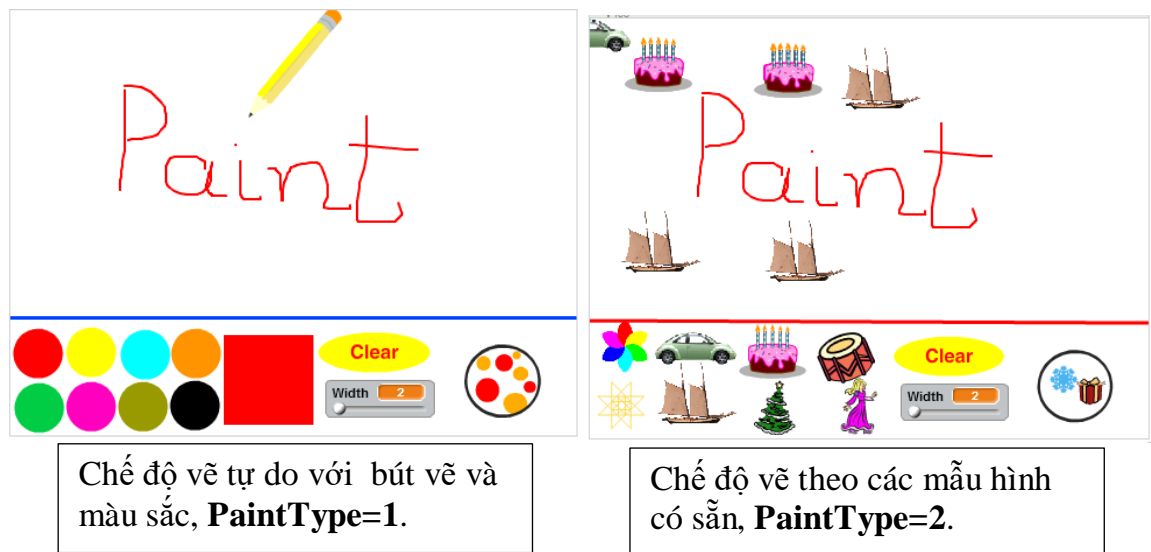 Paint
Clear
Width 2
Chế độ vẽ tự do với bút vẽ và
màu sắc, PaintType=1.
Paint
Clear
Width 2
Chế độ vẽ theo các mẫu hình
có sẵn, PaintType=2.